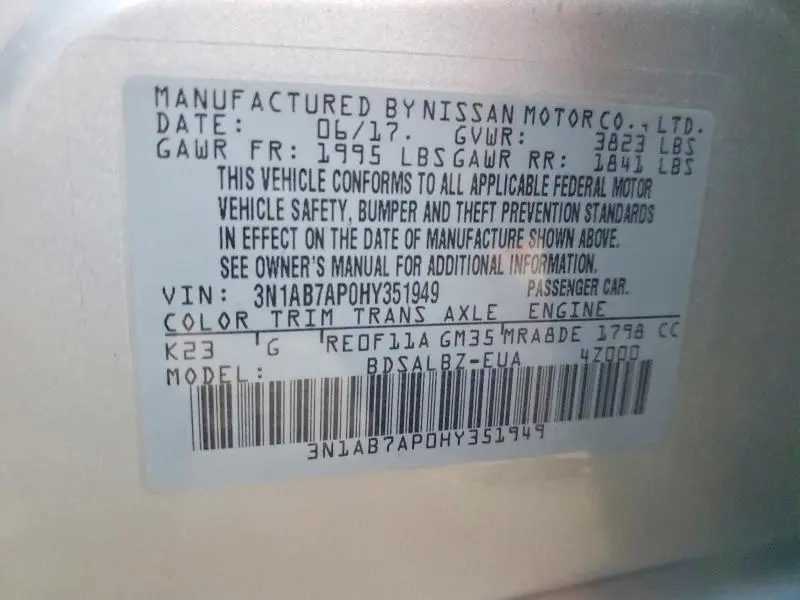 MANUFACTURED BY NISSAN MOTOR CO., LTD.
DATE: 06/17. GVWR: 3823 LBS
GAWR FR: 1995 LBS GAWR RR: 1841 LBS
THIS VEHICLE CONFORMS TO ALL APPLICABLE FEDERAL MOTOR
VEHICLE SAFETY, BUMPER AND THEFT PREVENTION STANDARDS
IN EFFECT ON THE DATE OF MANUFACTURE SHOWN ABOVE.
SEE OWNER'S MANUAL FOR ADDITIONAL INFORMATION.
VIN: 3N1AB7AP0HY351949 PASSENGER CAR.
COLOR TRIM TRANS AXLE ENGINE
K23 G RE0F11A GM35 MRA8DE 1798 CC
MODEL: BDSALBZ-EUA 4Z000
3N1AB7AP0HY351949